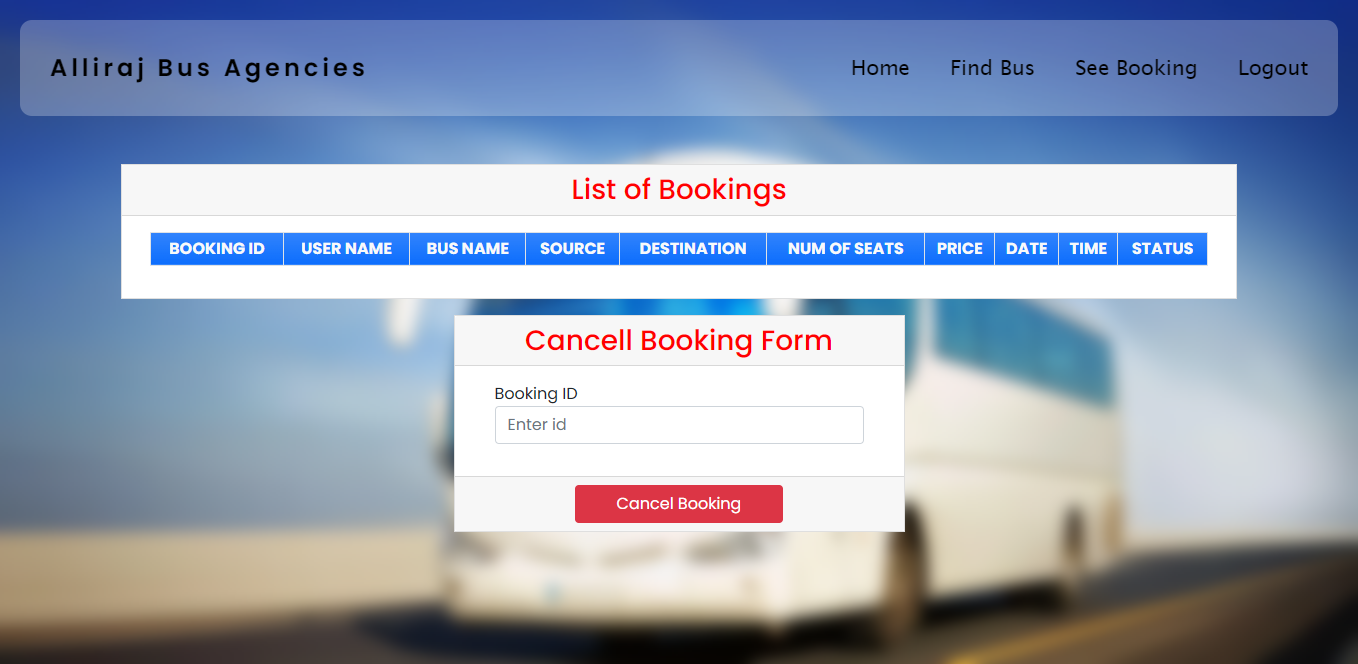 Alliraj Bus Agencies Home Find Bus See Booking Logout
List of Bookings
BOOKING ID USER NAME BUS NAME SOURCE DESTINATION NUM OF SEATS PRICE DATE TIME STATUS
Cancell Booking Form
Booking ID
Enter id
Cancel Booking